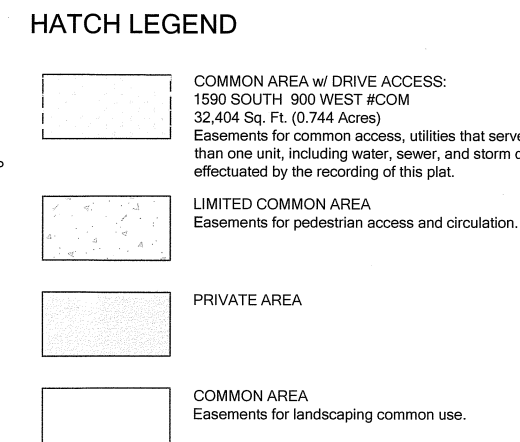 HATCH LEGEND
COMMON AREA w/ DRIVE ACCESS:
1590 SOUTH 900 WEST #COM
32,404 Sq. Ft. (0.744 Acres)
Easements for common access, utilities that serve
than one unit, including water, sewer, and storm
effectuated by the recording of this plat.
LIMITED COMMON AREA
Easements for pedestrian access and circulation.
PRIVATE AREA
COMMON AREA
Easements for landscaping common use.